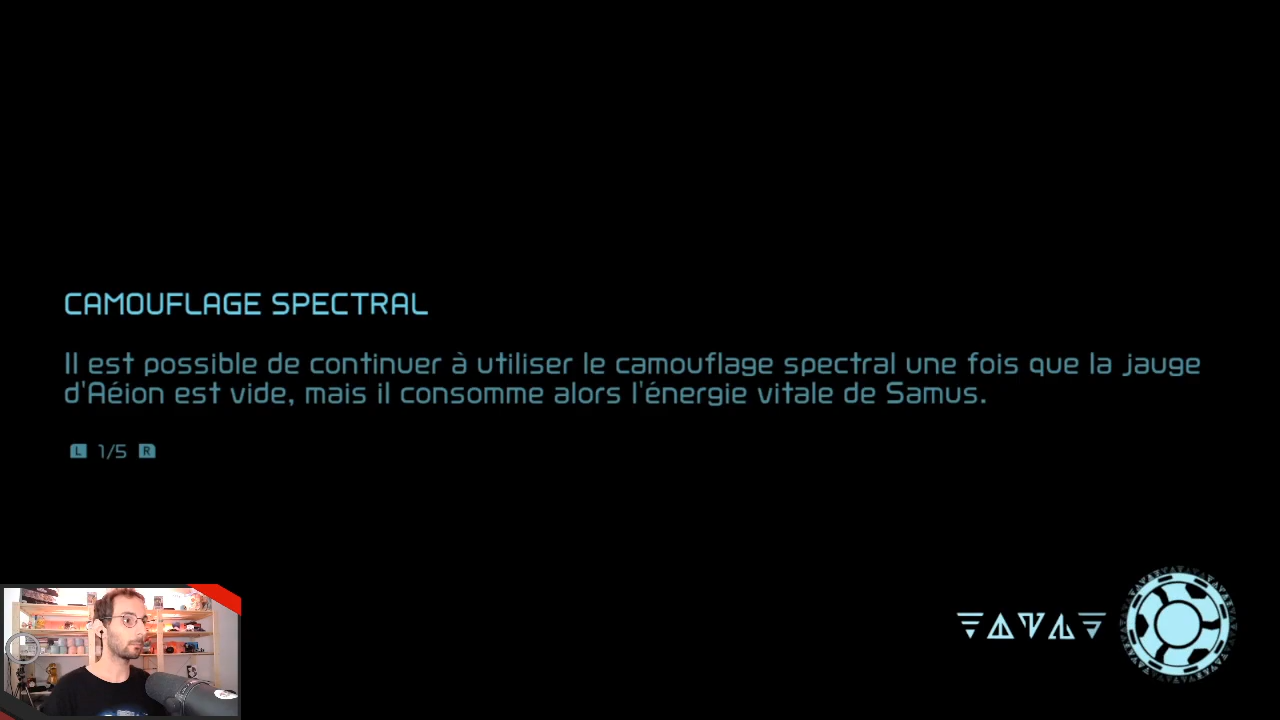 CAMOUFLAGE SPECTRAL
Il est possible de continuer à utiliser le camouflage spectral une fois que la jauge
d'Aéion est vide, mais il consomme alors l'énergie vitale de Samus.
L 1/5 R